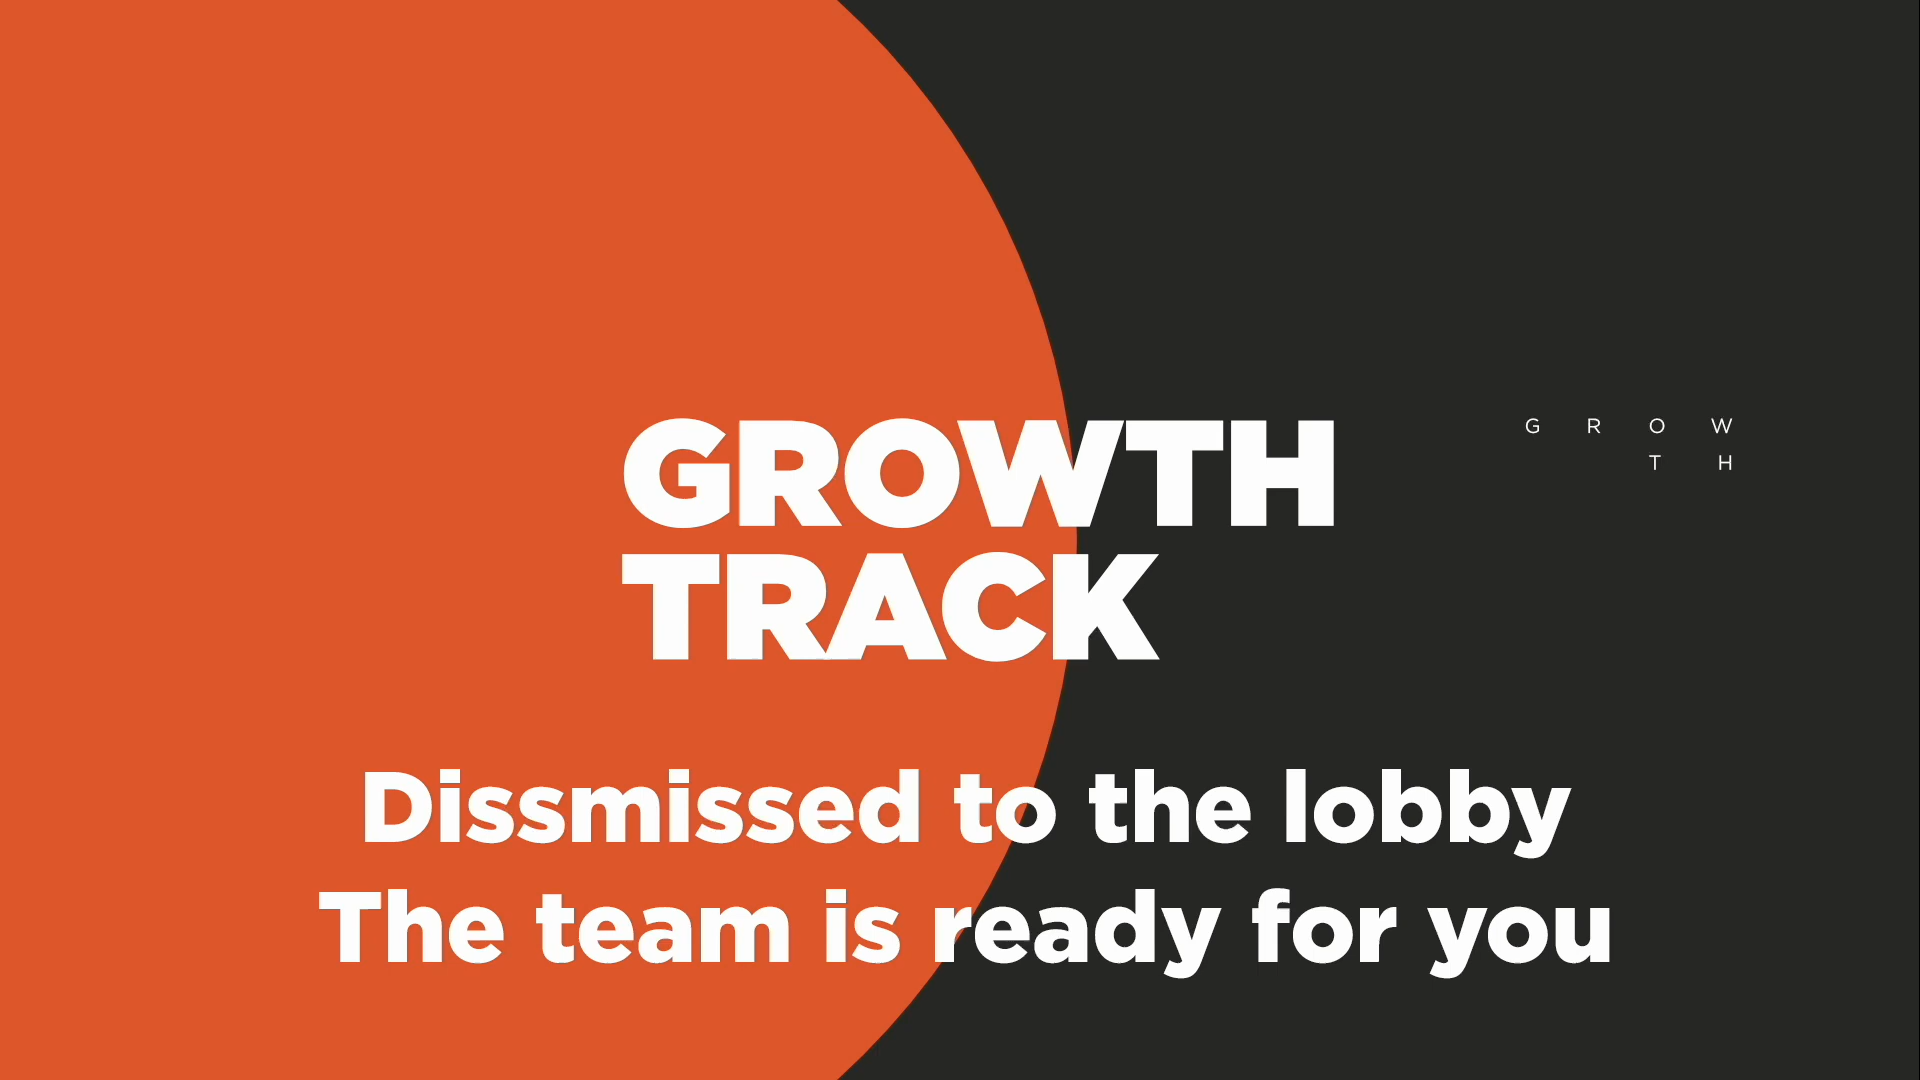 GROWTH
TRACK
G R O W
T H
Dissmissed to the lobby
The team is ready for you